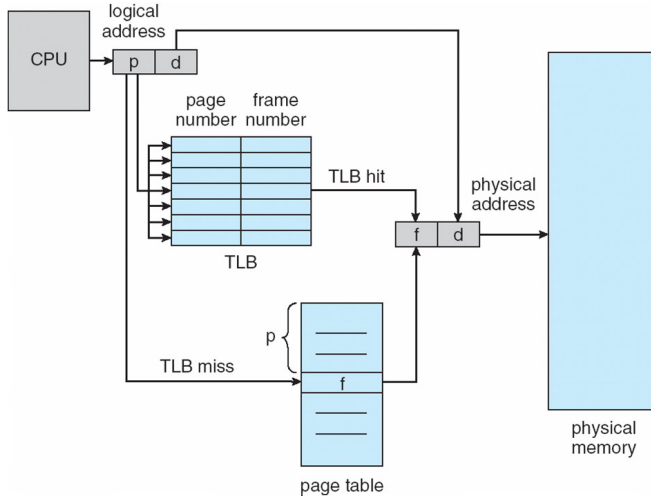 logical
address
CPU
p
d
page
number
frame
number
TLB hit
physical
address
f
d
TLB
p
TLB miss
f
physical
memory
page table